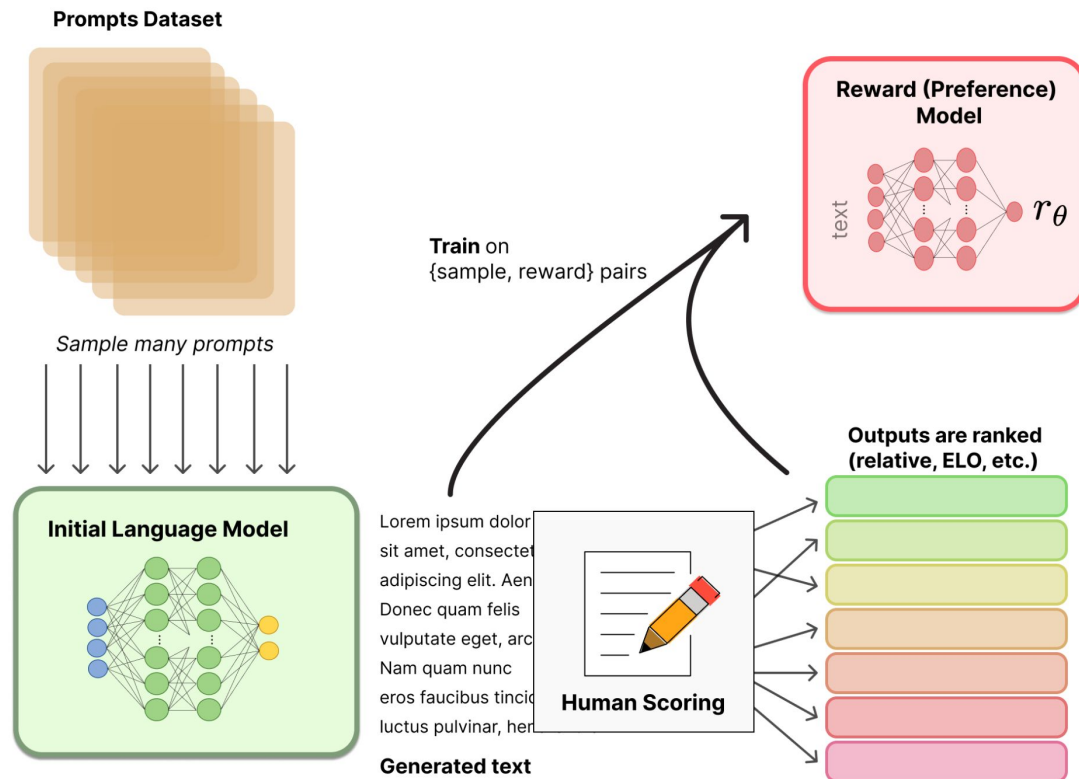 Prompts Dataset
Sample many prompts
Initial Language Model
Train on
{sample, reward} pairs
Reward (Preference)
Model
text
rθ
Lorem ipsum dolor
sit amet, consectet
adipiscing elit. Aen
Donec quam felis
vulputate eget, arc
Nam quam nunc
eros faucibus tincid
luctus pulvinar, her
Generated text
Human Scoring
Outputs are ranked
(relative, ELO, etc.)